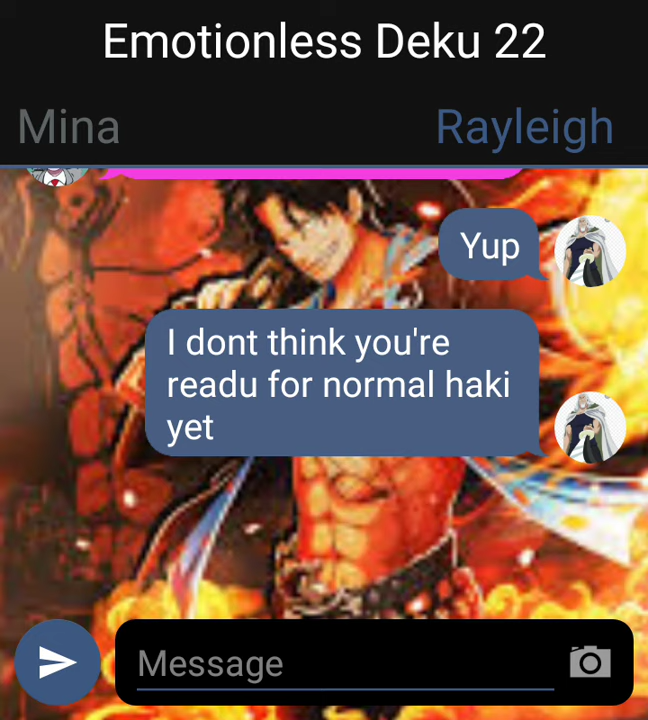 Emotionless Deku 22
Mina Rayleigh
Yup
I dont think you're
readu for normal haki
yet
Message